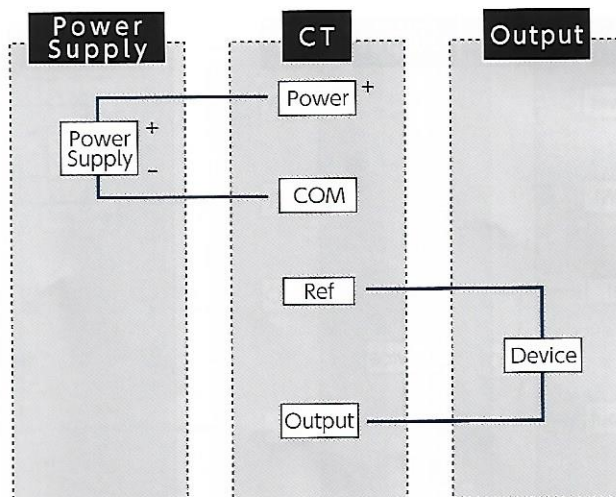 Power
Supply
CT
Output
Power +
Power
Supply
+
-
COM
Ref
Device
Output